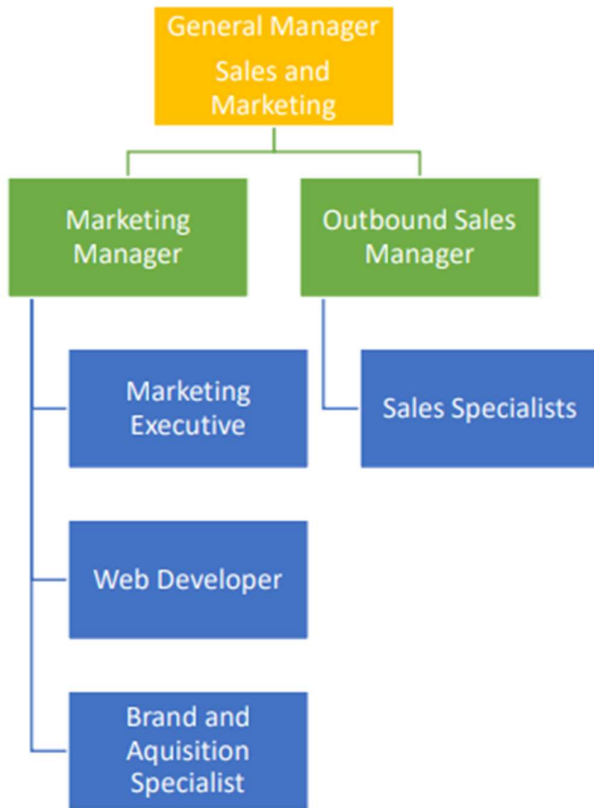 General Manager
Sales and
Marketing
Marketing
Manager
Outbound Sales
Manager
Marketing
Executive
Sales Specialists
Web Developer
Brand and
Aquisition
Specialist